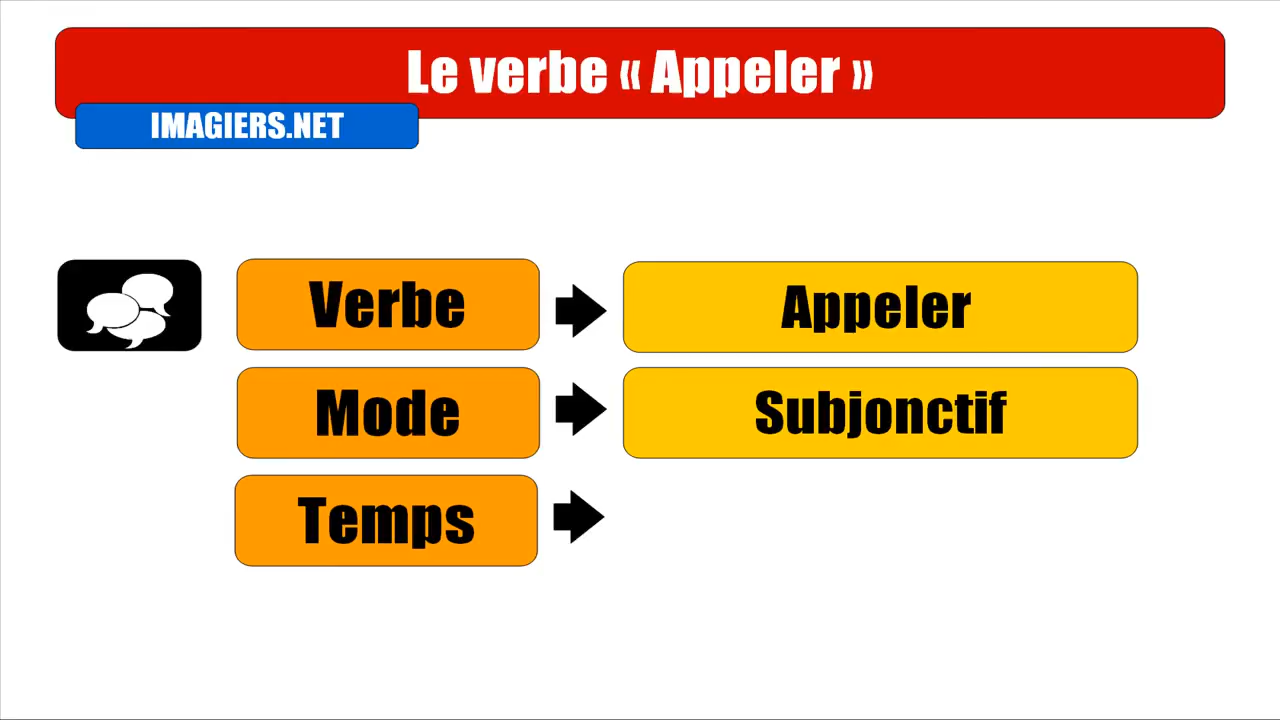 Le verbe « Appeler »
IMAGIERS.NET
Verbe Appeler
Mode Subjonctif
Temps